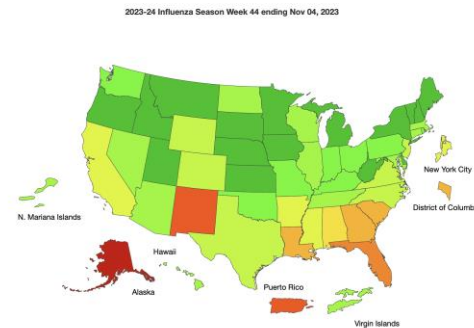 2023-24 Influenza Season Week 44 ending Nov 04, 2023
New York City
District of Columb
N. Mariana Islands
Hawaii
Alaska
Puerto Rico
Virgin Islands